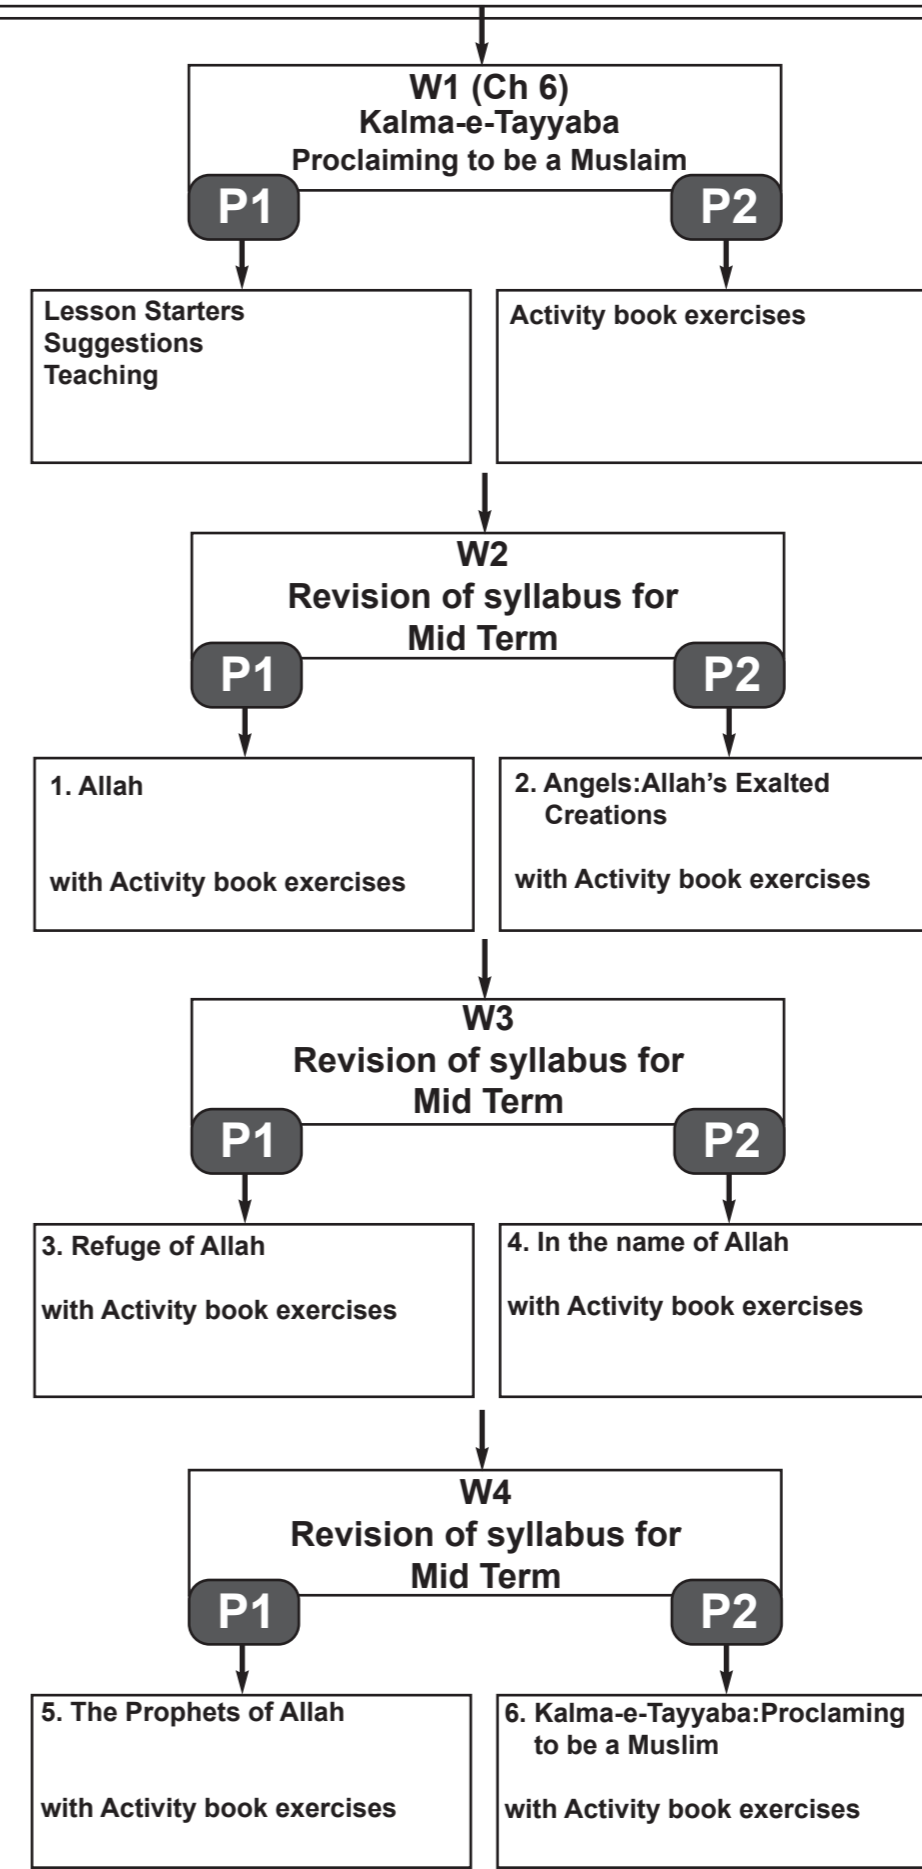 W1 (Ch 6)
Kalma-e-Tayyaba
Proclaiming to be a Muslaim
P1
P2
Lesson Starters
Suggestions
Teaching
Activity book exercises
W2
Revision of syllabus for
Mid Term
P1
P2
1. Allah
with Activity book exercises
2. Angels:Allah’s Exalted
Creations
with Activity book exercises
W3
Revision of syllabus for
Mid Term
P1
P2
3. Refuge of Allah
with Activity book exercises
4. In the name of Allah
with Activity book exercises
W4
Revision of syllabus for
Mid Term
P1
P2
5. The Prophets of Allah
with Activity book exercises
6. Kalma-e-Tayyaba:Proclaming
to be a Muslim
with Activity book exercises